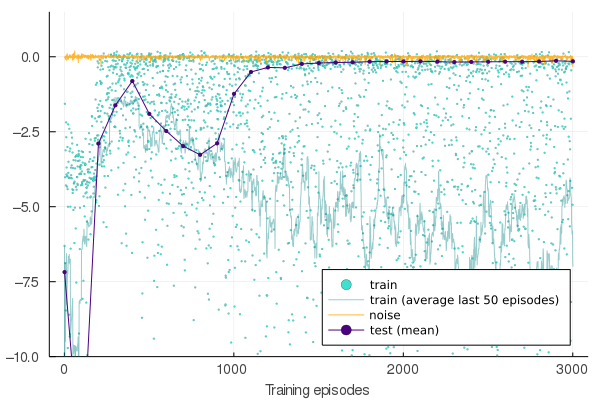 0.0
−2.5
−5.0
−7.5
−10.0
0
1000
2000
3000
Training episodes
train
train (average last 50 episodes)
noise
test (mean)